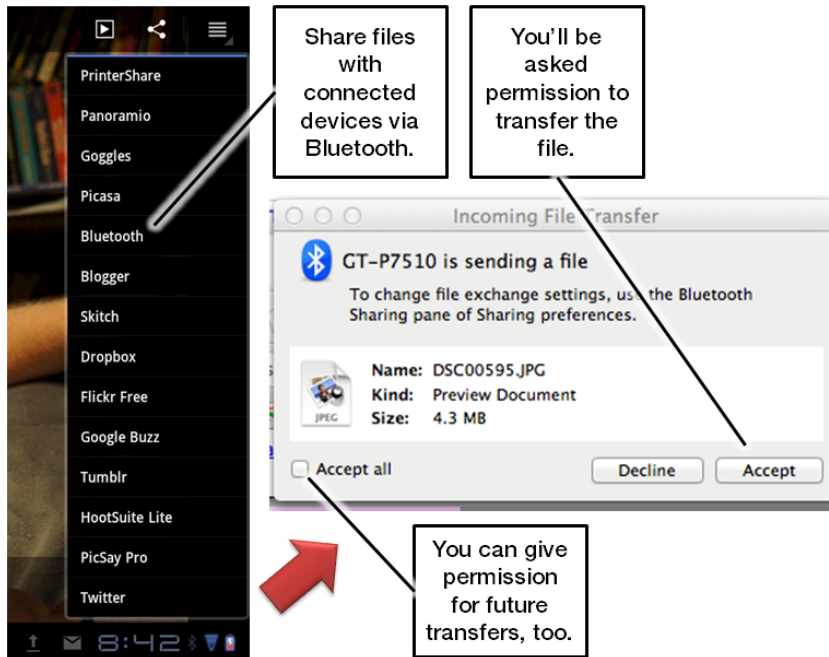 PrinterShare
Panoramio
Goggles
Picasa
Bluetooth
Blogger
Skitch
Dropbox
Flickr Free
Google Buzz
Tumblr
HootSuite Lite
PicSay Pro
Twitter
8:42
Share files
with
connected
devices via
Bluetooth.
You'll be
asked
permission to
transfer the
file.
Incoming File Transfer
GT-P7510 is sending a file
To change file exchange settings, use the Bluetooth
Sharing pane of Sharing preferences.
JPEG
Name: DSC00595.JPG
Kind: Preview Document
Size: 4.3 MB
Accept all
Decline
Accept
You can give
permission
for future
transfers, too.